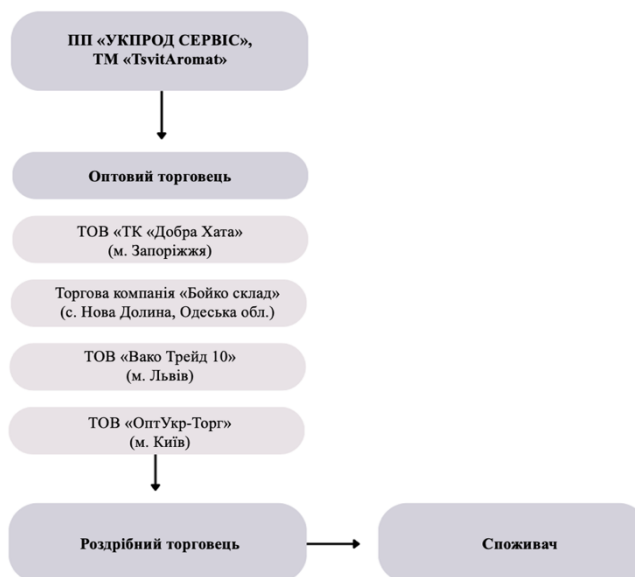 ПП «УКПРОД СЕРВІС»,
ТМ «TsvitAromat»
Оптовий торговець
ТОВ «ТК «Добра Хата»
(м. Запоріжжя)
Торгова компанія «Бойко склад»
(с. Нова Долина, Одеська обл.)
ТОВ «Вако Трейд 10»
(м. Львів)
ТОВ «ОптУкр-Торг»
(м. Київ)
Роздрібний торговець
Споживач